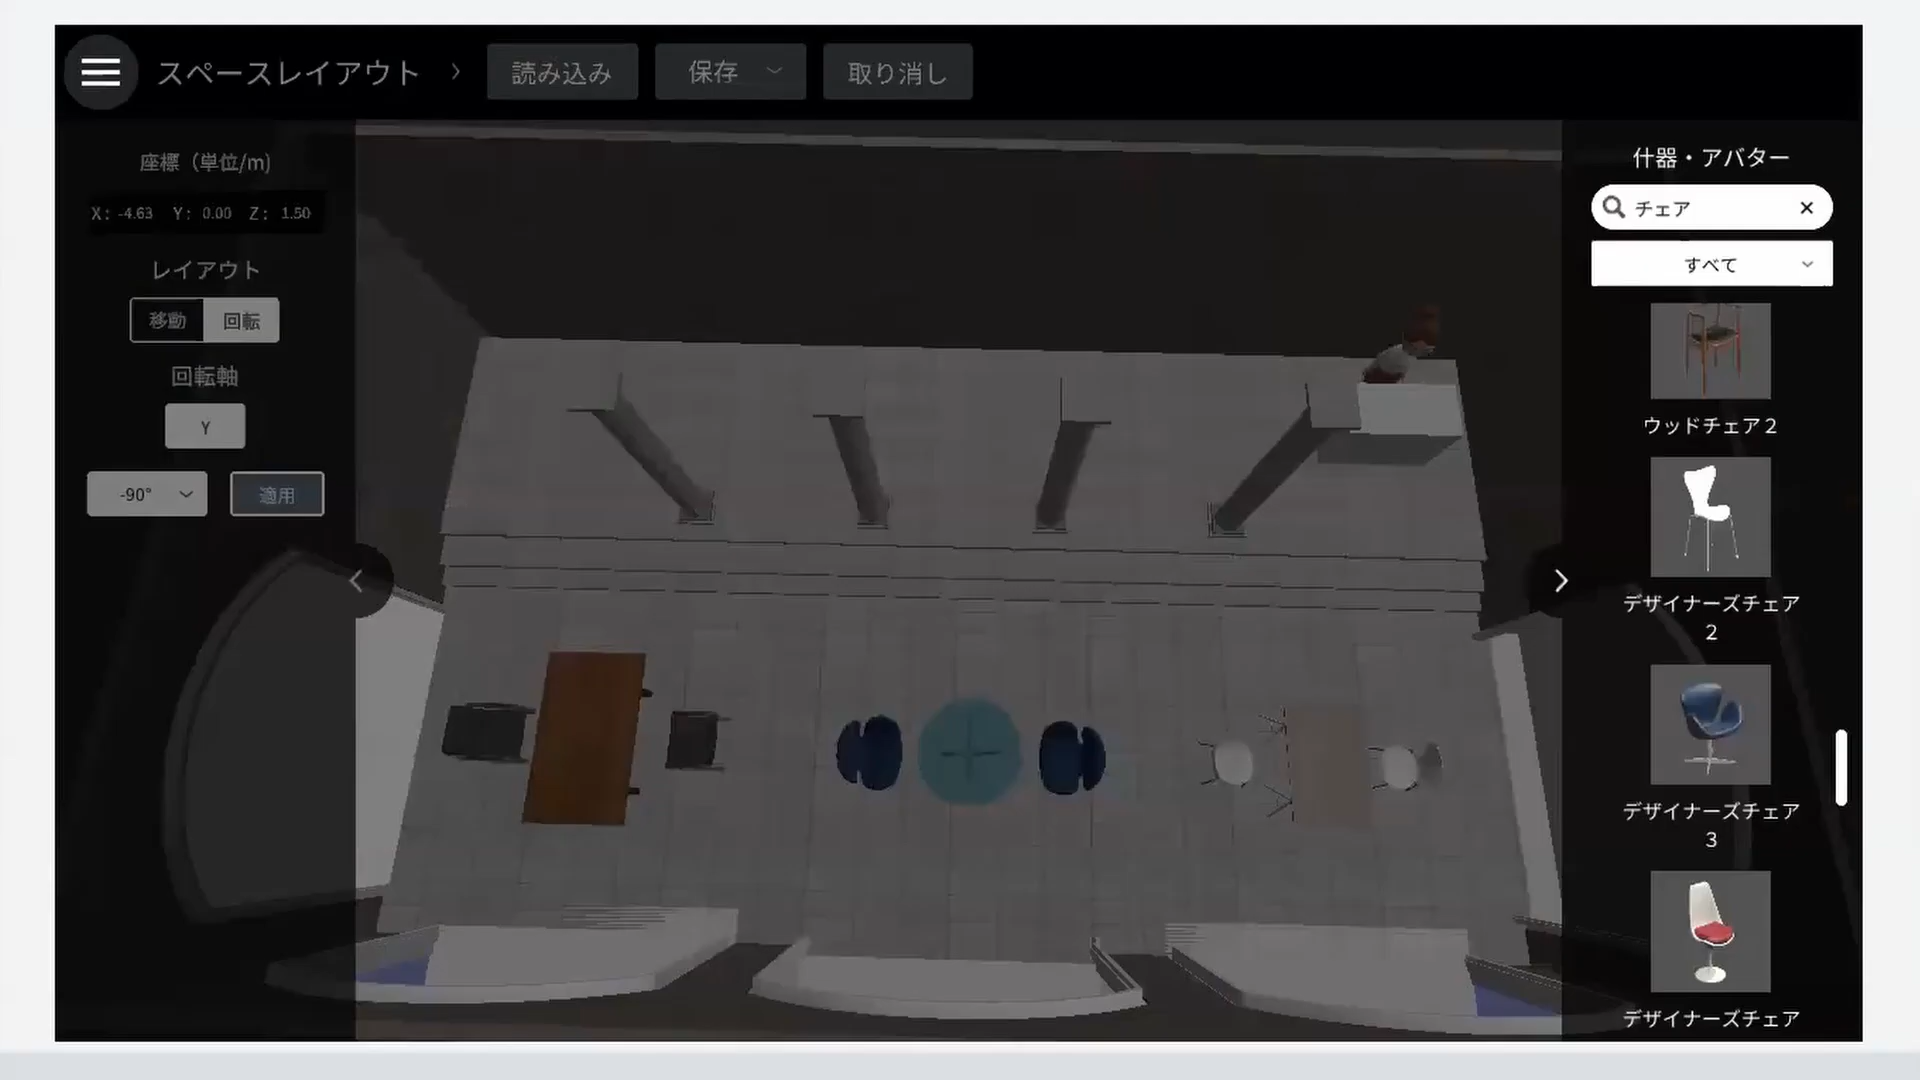 スペースレイアウト
読み込み
保存
取り消し
座標（単位/m）
X: -4.63 Y: 0.00 Z: 1.50
レイアウト
移動
回転
回転軸
Y
-90°
適用
什器・アバター
チェア
すべて
ウッドチェア２
デザイナーズチェア
２
デザイナーズチェア
３
デザイナーズチェア